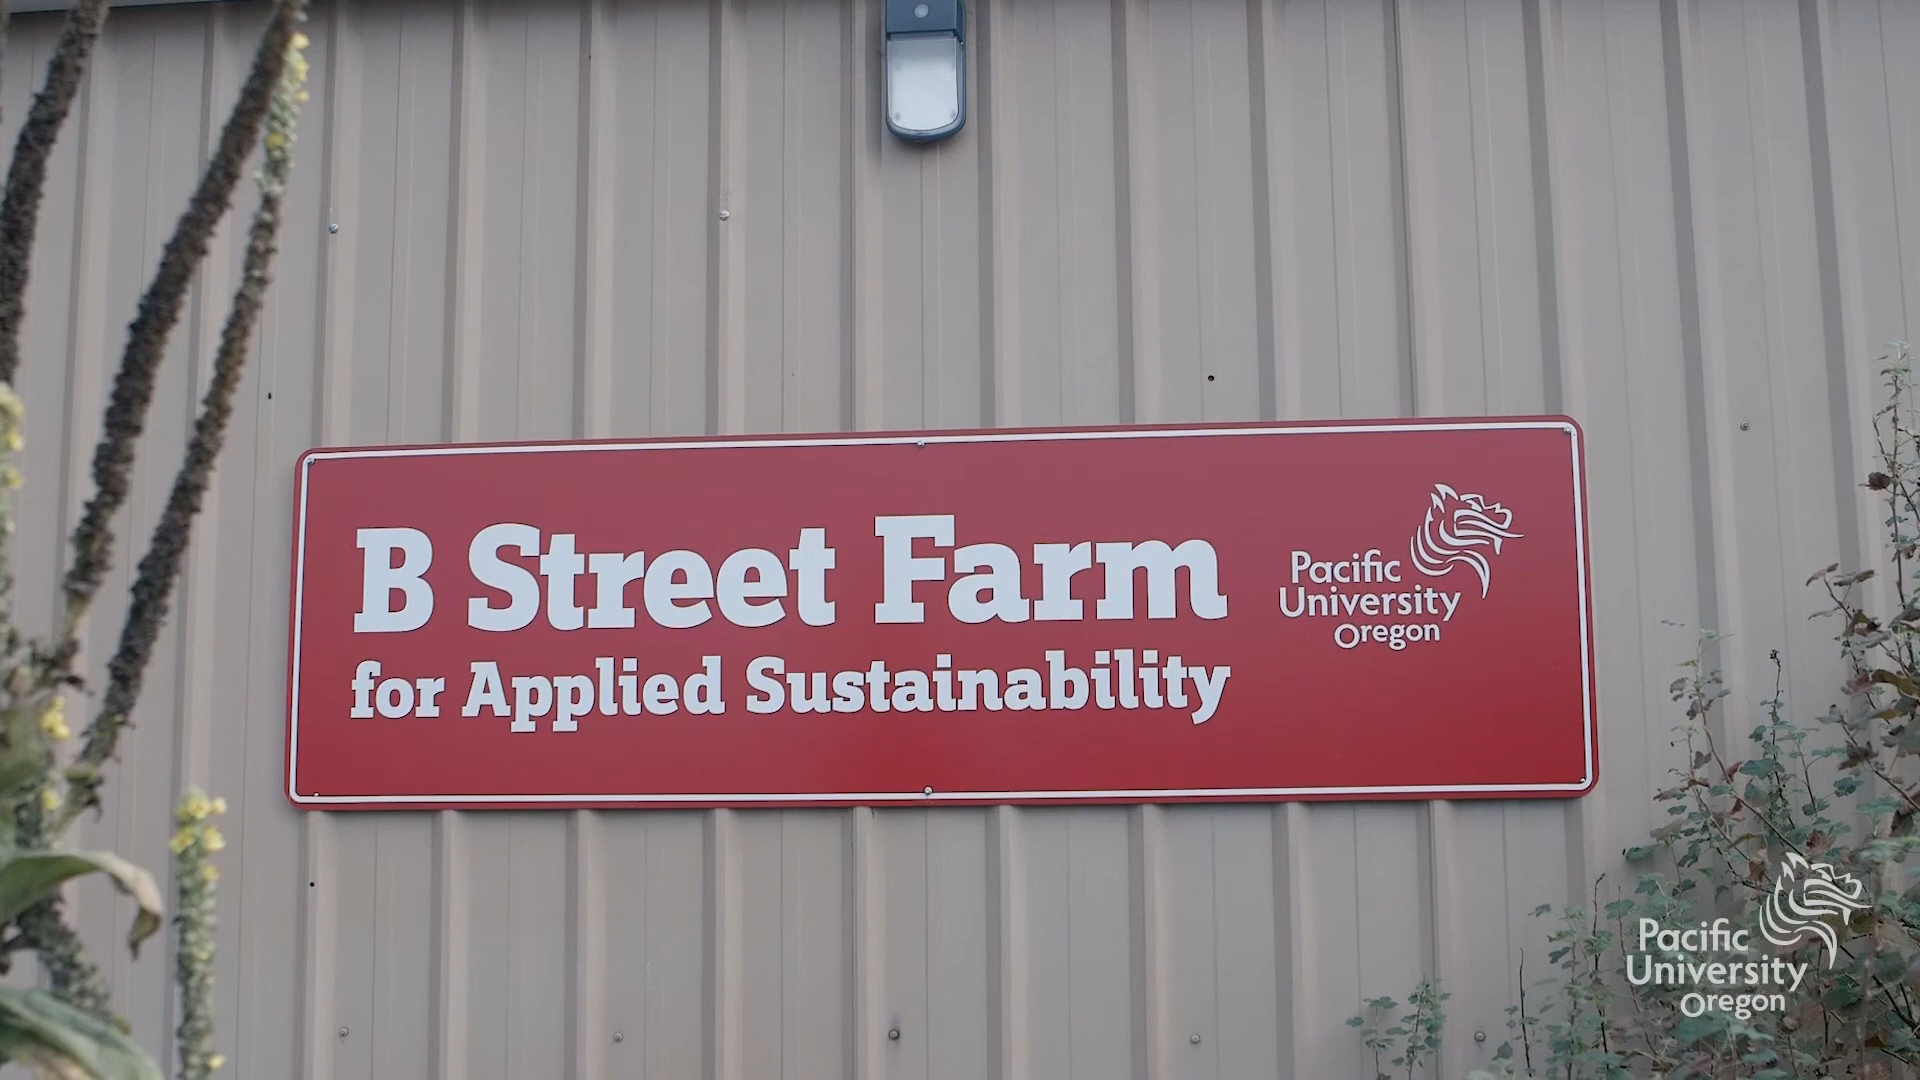 B Street Farm
for Applied Sustainability
Pacific
University
Oregon
Pacific
University
Oregon